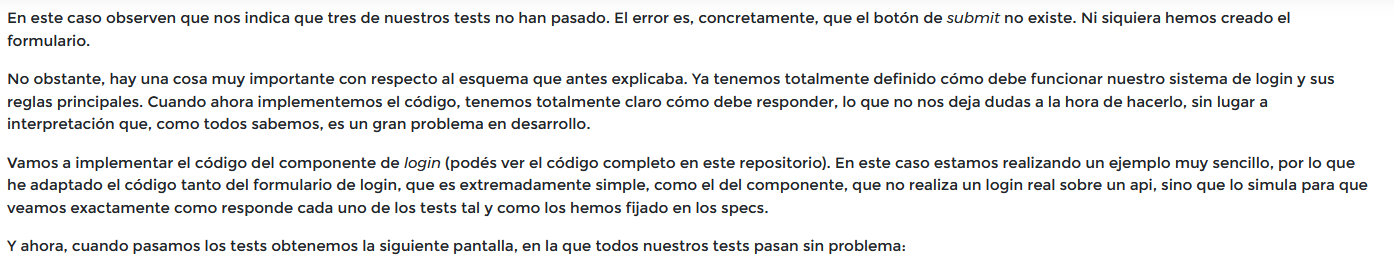 En este caso observen que nos indica que tres de nuestros tests no han pasado. El error es, concretamente, que el botón de submit no existe. Ni siquiera hemos creado el
formulario.
No obstante, hay una cosa muy importante con respecto al esquema que antes explicaba. Ya tenemos totalmente definido cómo debe funcionar nuestro sistema de login y sus
reglas principales. Cuando ahora implementemos el código, tenemos totalmente claro cómo debe responder, lo que no nos deja dudas a la hora de hacerlo, sin lugar a
interpretación que, como todos sabemos, es un gran problema en desarrollo.
Vamos a implementar el código del componente de login (podés ver el código completo en este repositorio). En este caso estamos realizando un ejemplo muy sencillo, por lo que
he adaptado el código tanto del formulario de login, que es extremadamente simple, como el del componente, que no realiza un login real sobre un api, sino que lo simula para que
veamos exactamente como responde cada uno de los tests tal y como los hemos fijado en los specs.
Y ahora, cuando pasamos los tests obtenemos la siguiente pantalla, en la que todos nuestros tests pasan sin problema: